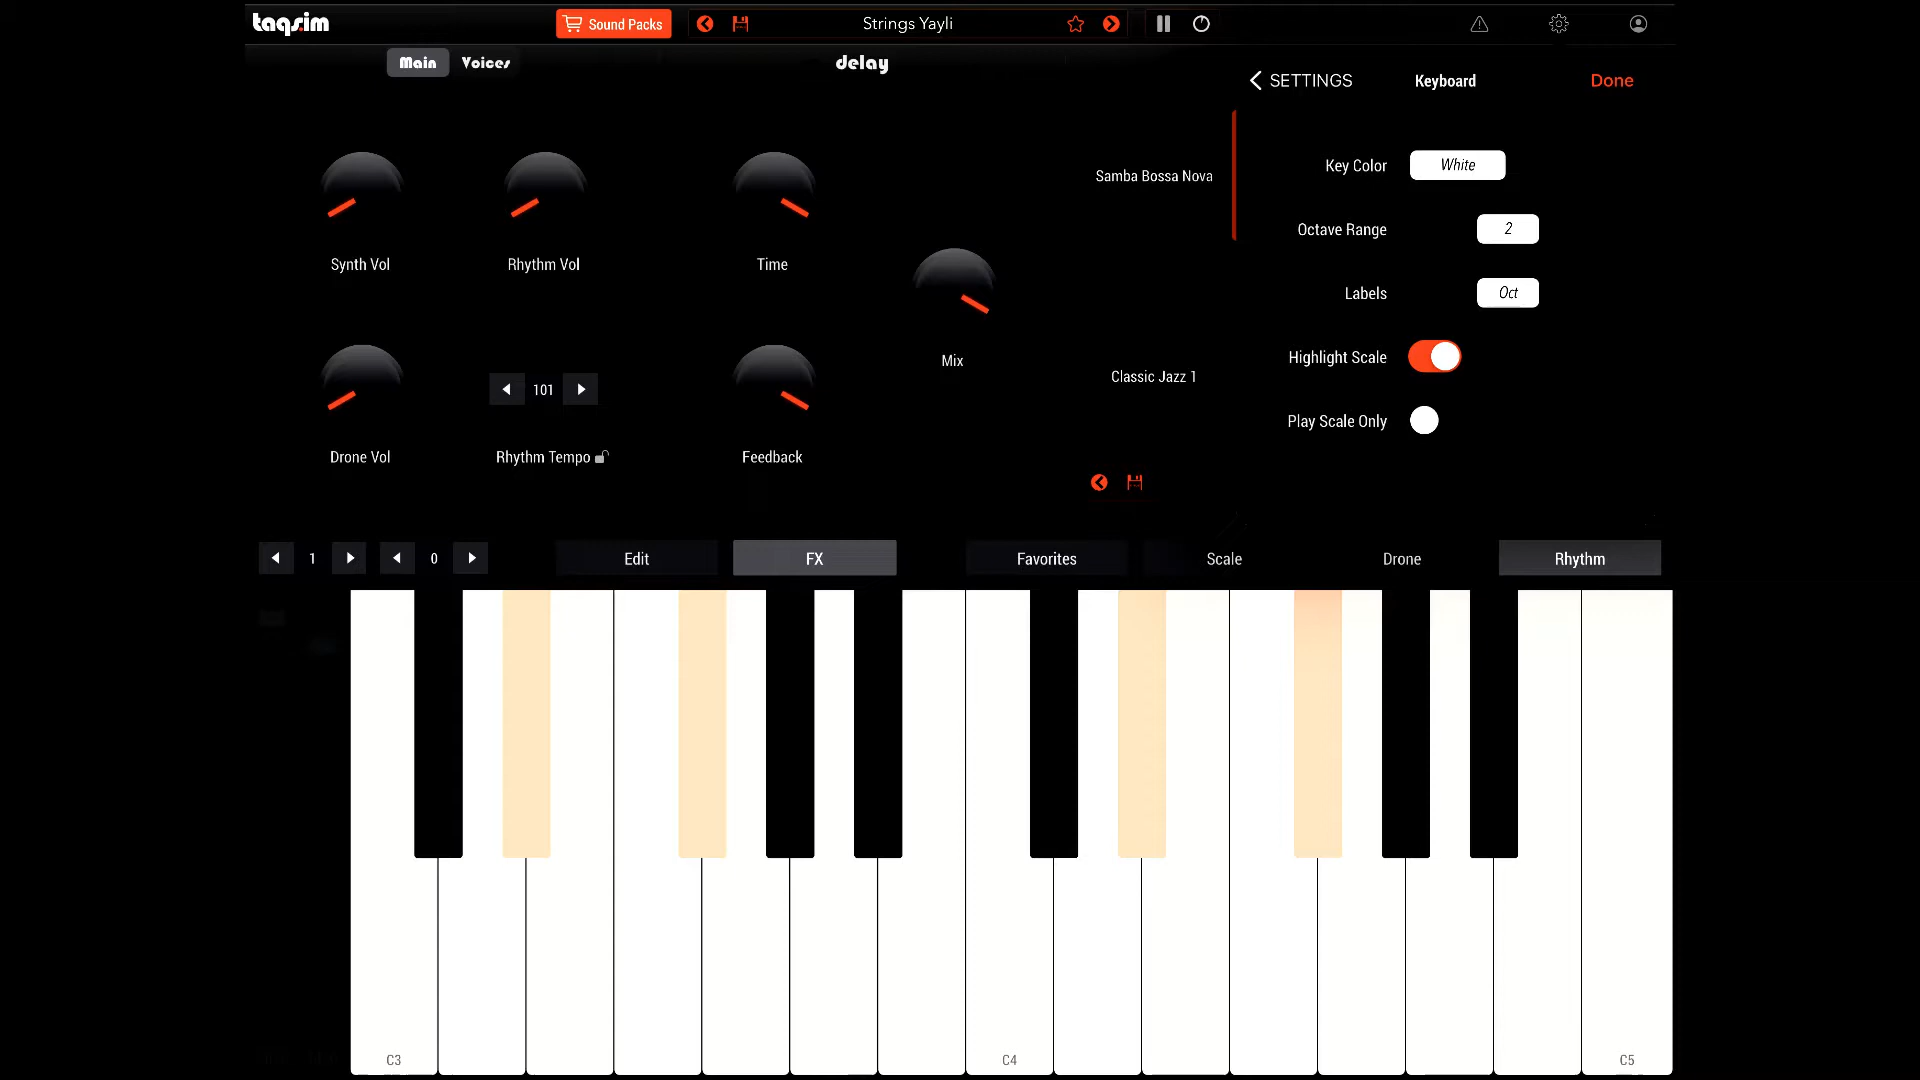 taqs.im
Sound Packs
Strings Yayli
Main
Voices
delay
SETTINGS
Keyboard
Done
Key Color
White
Samba Bossa Nova
Octave Range
2
Synth Vol
Rhythm Vol
Time
Labels
Oct
Mix
Highlight Scale
Classic Jazz 1
101
Play Scale Only
Drone Vol
Rhythm Tempo
Feedback
1
0
Edit
FX
Favorites
Scale
Drone
Rhythm
C3
C4
C5